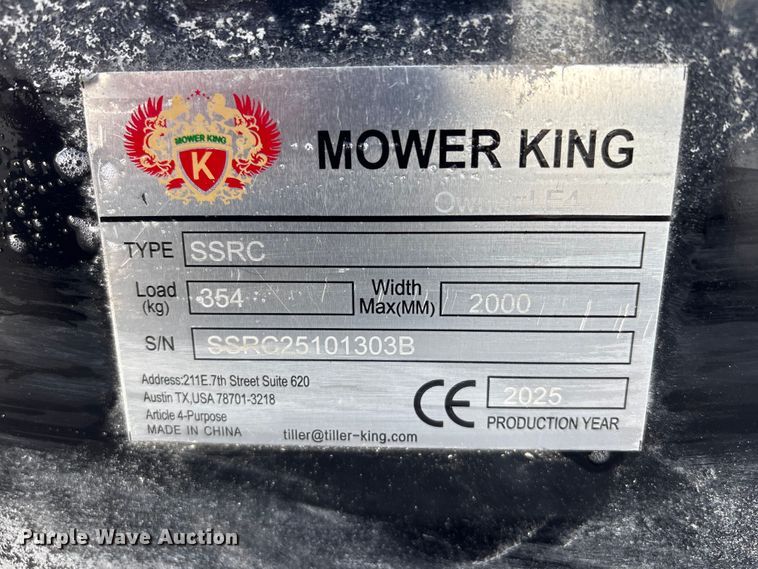 MOWER KING
K
MOWER KING
TYPE SSRC
Load (kg) 354 Width Max(MM) 2000
S/N SSRC25101303B
Address:211E.7th Street Suite 620
Austin TX,USA 78701-3218
Article 4-Purpose
MADE IN CHINA
tiller@tiller-king.com
CE
2025
PRODUCTION YEAR
Purple Wave Auction